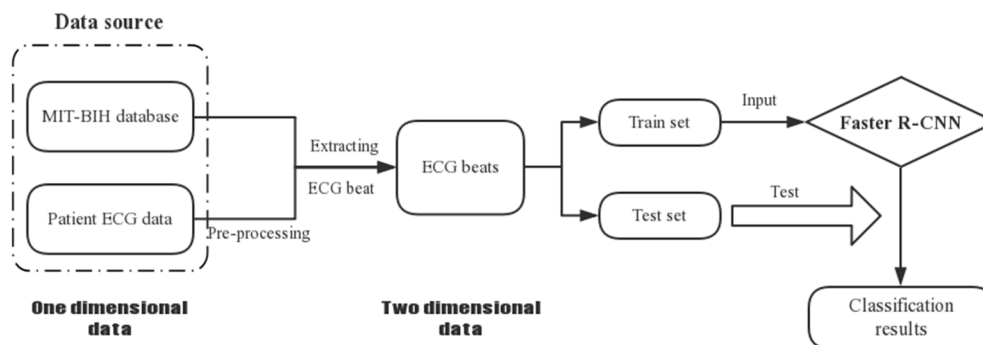 Data source
MIT-BIH database
Patient ECG data
Pre-processing
Extracting
ECG beat
ECG beats
Train set
Test set
Input
Test
Faster R-CNN
Classification
results
One dimensional
data
Two dimensional
data